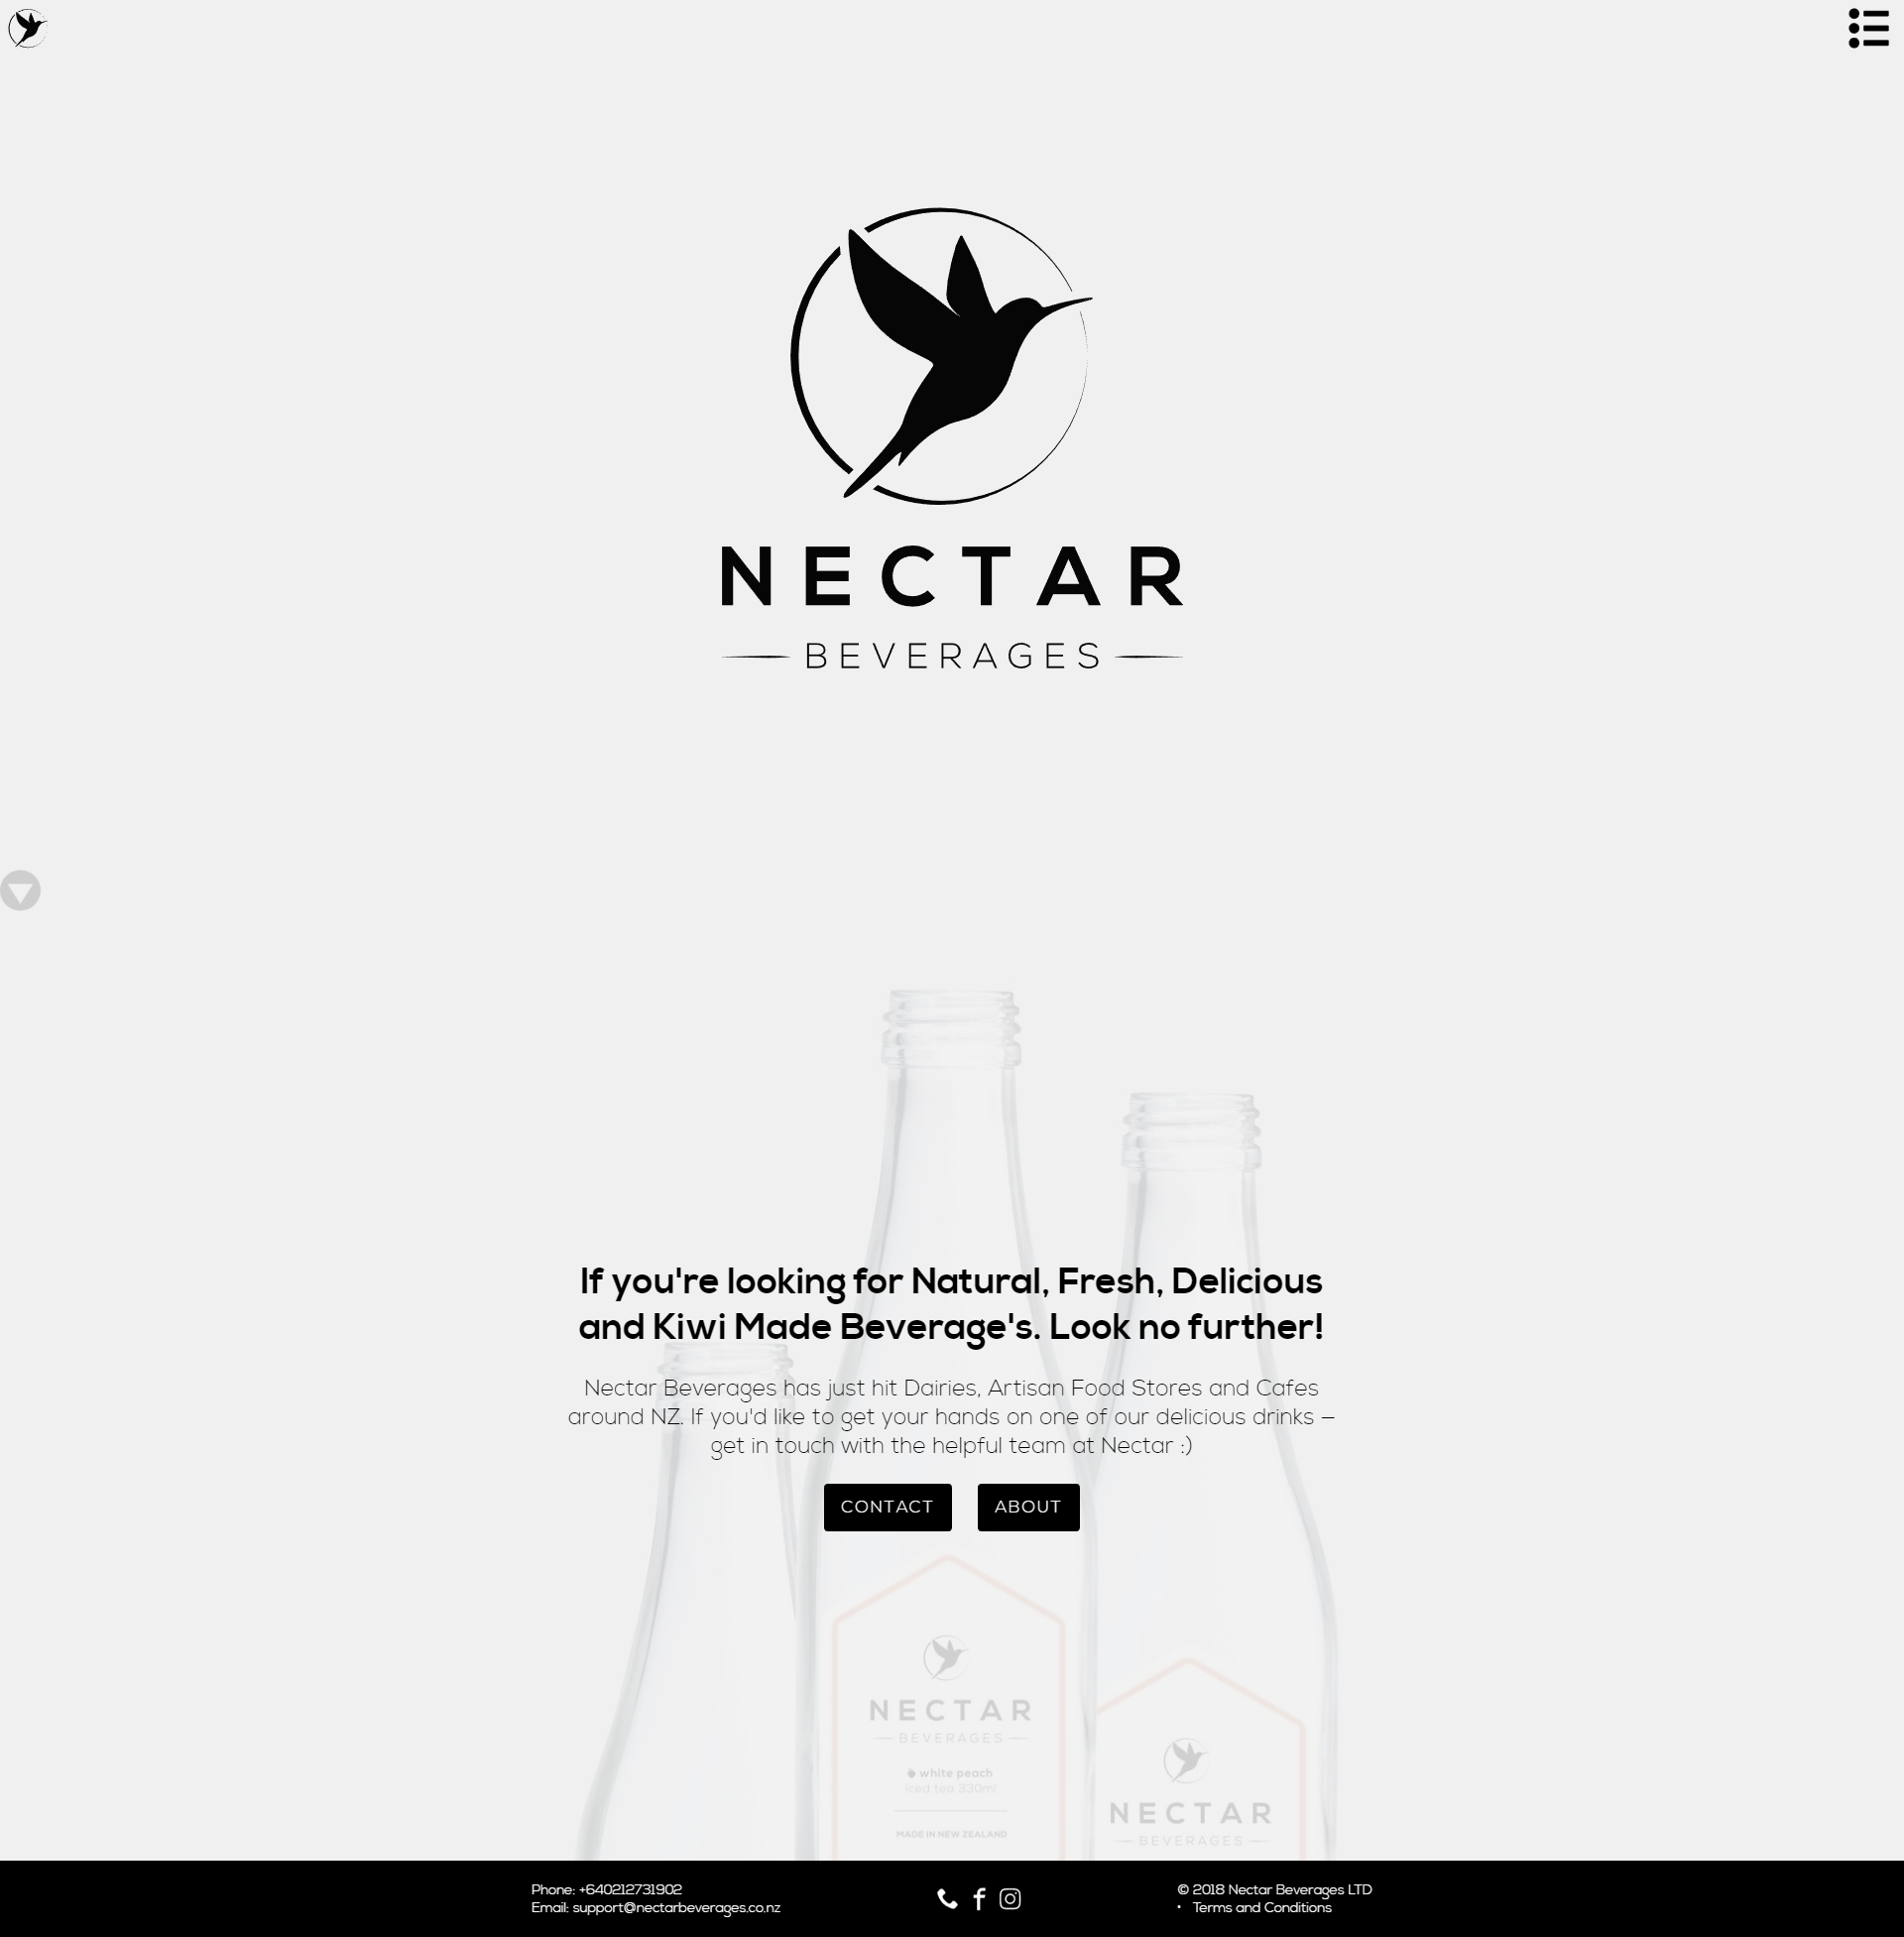 NECTAR
BEVERAGES
If you're looking for Natural, Fresh, Delicious
and Kiwi Made Beverage's. Look no further!
Nectar Beverages has just hit Dairies, Artisan Food Stores and Cafes
around NZ. If you'd like to get your hands on one of our delicious drinks –
get in touch with the helpful team at Nectar :)
CONTACT
ABOUT
NECTAR
BEVERAGES
white peach
iced tea 330ml
MADE IN NEW ZEALAND
NECTAR
BEVERAGES
Phone: +640212731902
Email: support@nectarbeverages.co.nz
© 2018 Nectar Beverages LTD
• Terms and Conditions